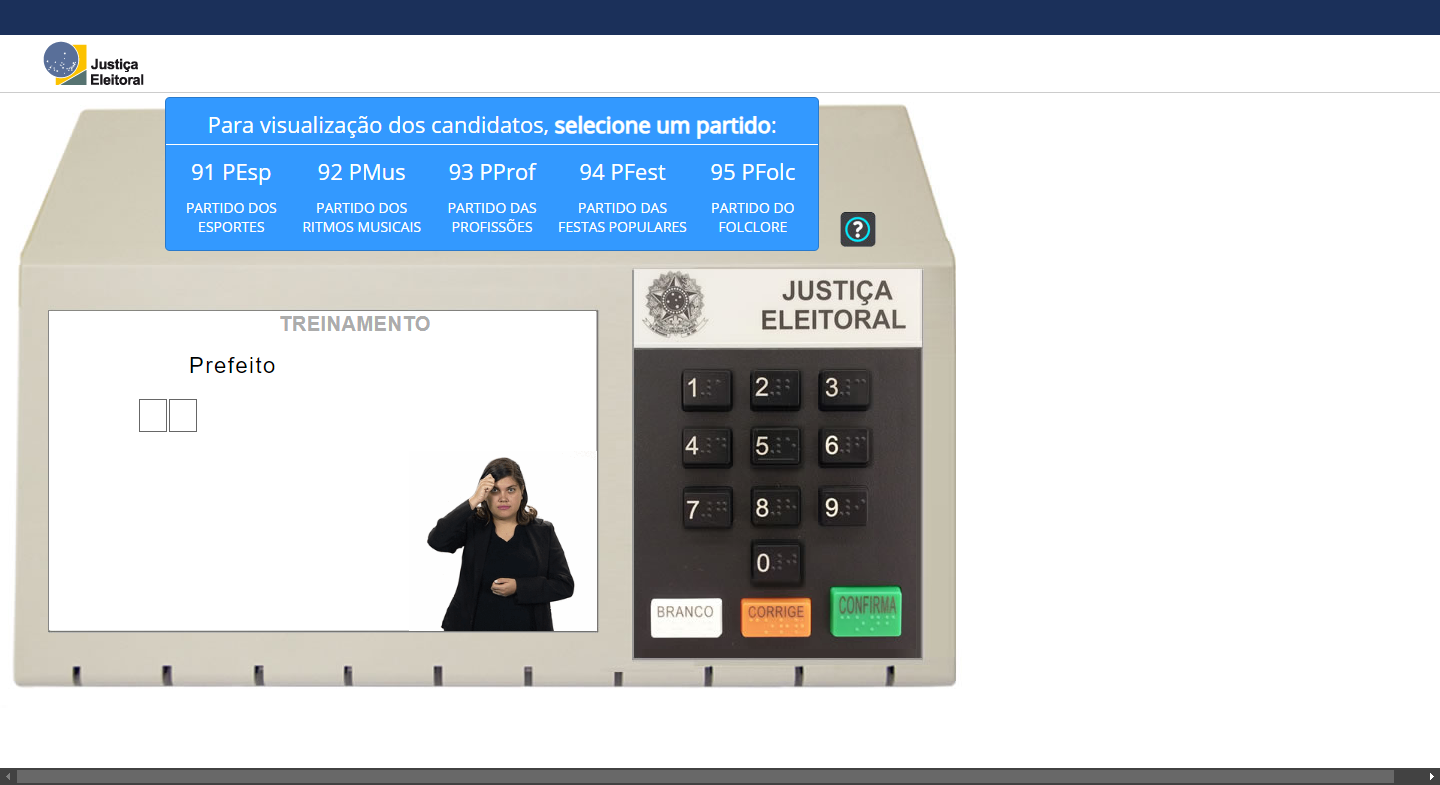 Justiça
Eleitoral
Para visualização dos candidatos, selecione um partido:
91 PEsp
PARTIDO DOS
ESPORTES
92 PMus
PARTIDO DOS
RITMOS MUSICAIS
93 PProf
PARTIDO DAS
PROFISSÕES
94 PFest
PARTIDO DAS
FESTAS POPULARES
95 PFolc
PARTIDO DO
FOLCLORE
?
TREINAMENTO
Prefeito
JUSTIÇA
ELEITORAL
1 2 3
4 5 6
7 8 9
0
BRANCO CORRIGE CONFIRMA